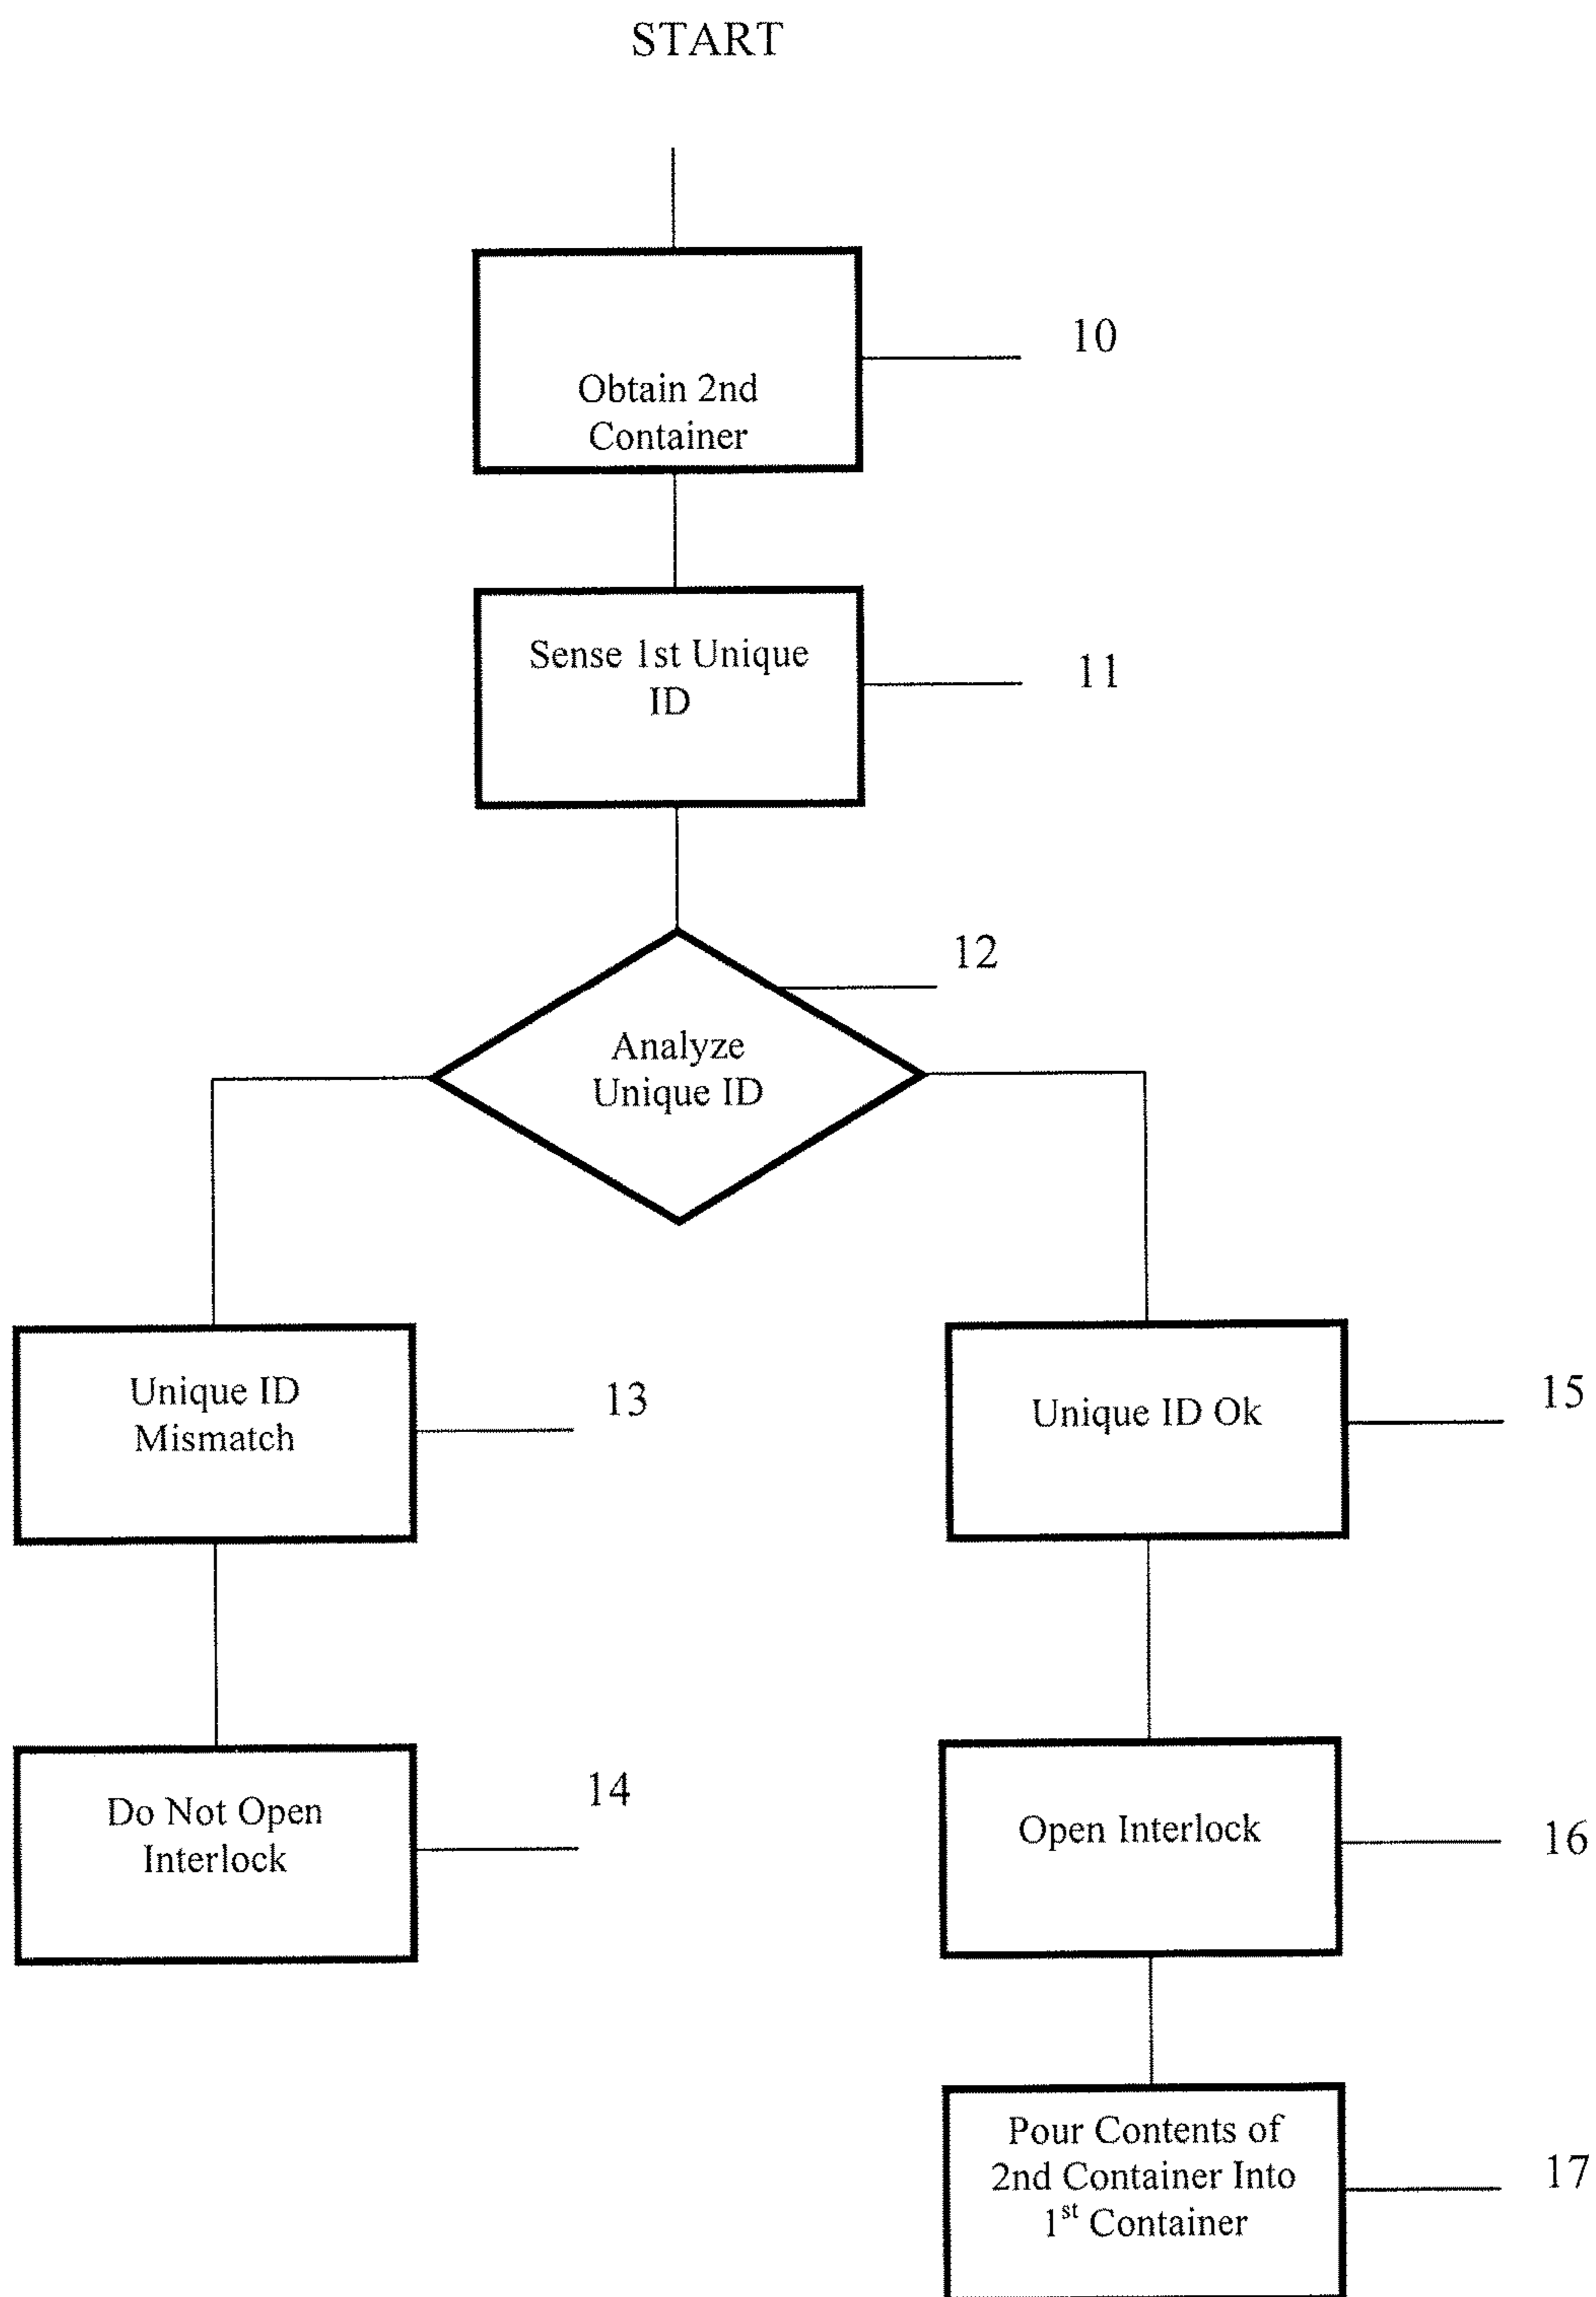 START
10
Obtain 2nd
Container
Sense 1st Unique
ID
11
12
Analyze
Unique ID
Unique ID
Mismatch
13
Unique ID Ok
15
Do Not Open
Interlock
14
Open Interlock
16
Pour Contents of
2nd Container Into
1st Container
17